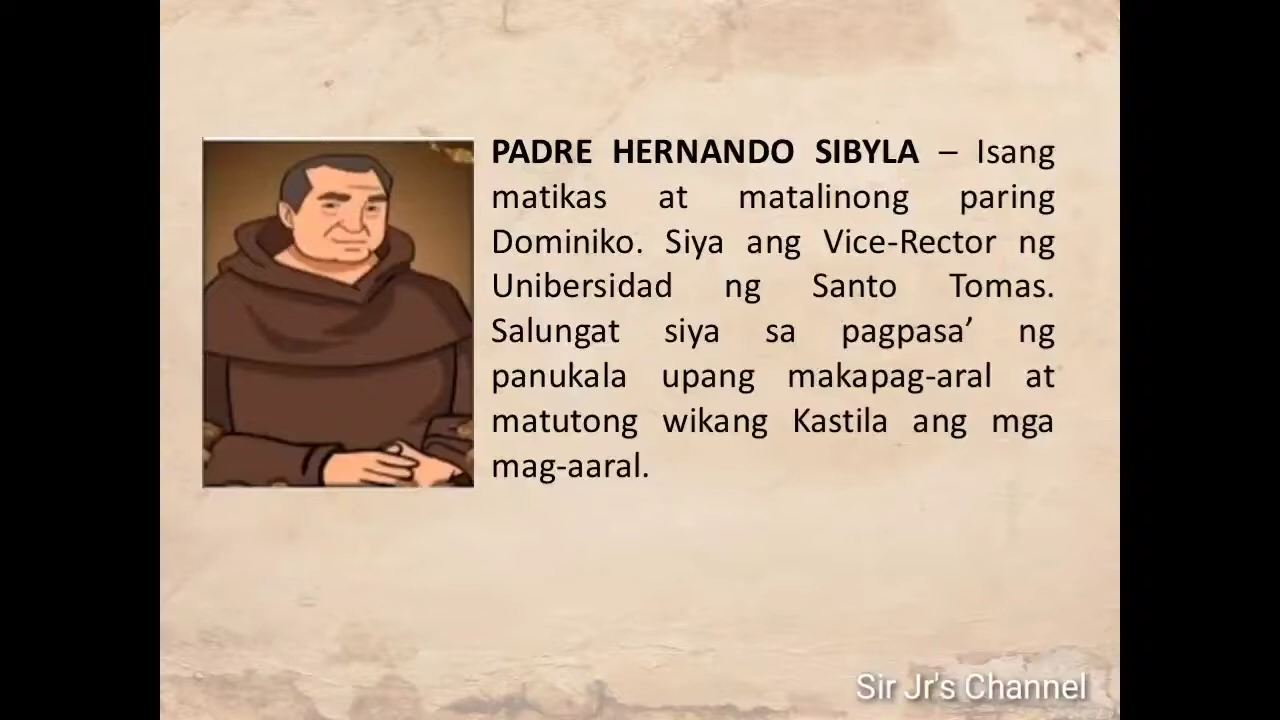 PADRE HERNANDO SIBYLA – Isang
matikas at matalinong paring
Dominiko. Siya ang Vice-Rector ng
Unibersidad ng Santo Tomas.
Salungat siya sa pagpasa’ ng
panukala upang makapag-aral at
matutong wikang Kastila ang mga
mag-aaral.
Sir Jr's Channel